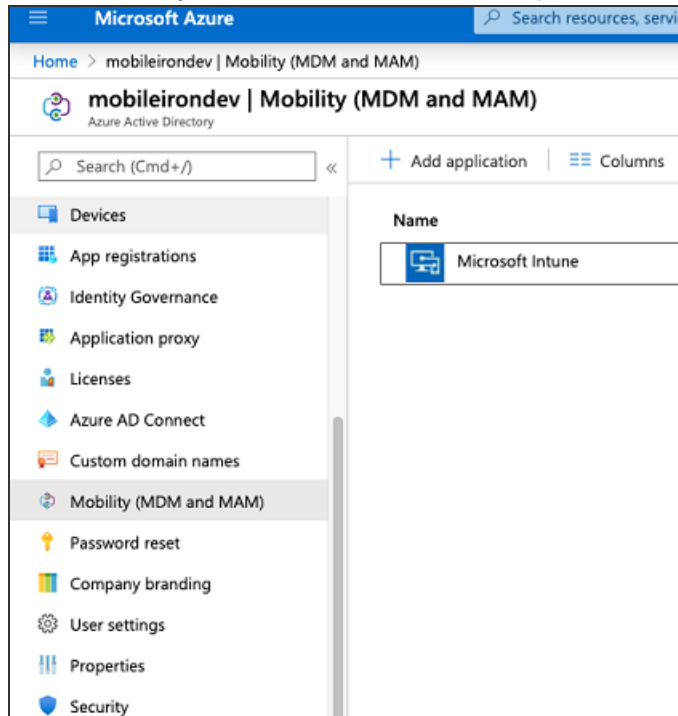 Microsoft Azure
Search resources, servi
Home > mobileirondev | Mobility (MDM and MAM)
mobileirondev | Mobility (MDM and MAM)
Azure Active Directory
Search (Cmd+/)
«
+ Add application
Columns
Devices
App registrations
Identity Governance
Application proxy
Licenses
Azure AD Connect
Custom domain names
Mobility (MDM and MAM)
Password reset
Company branding
User settings
Properties
Security
Name
Microsoft Intune